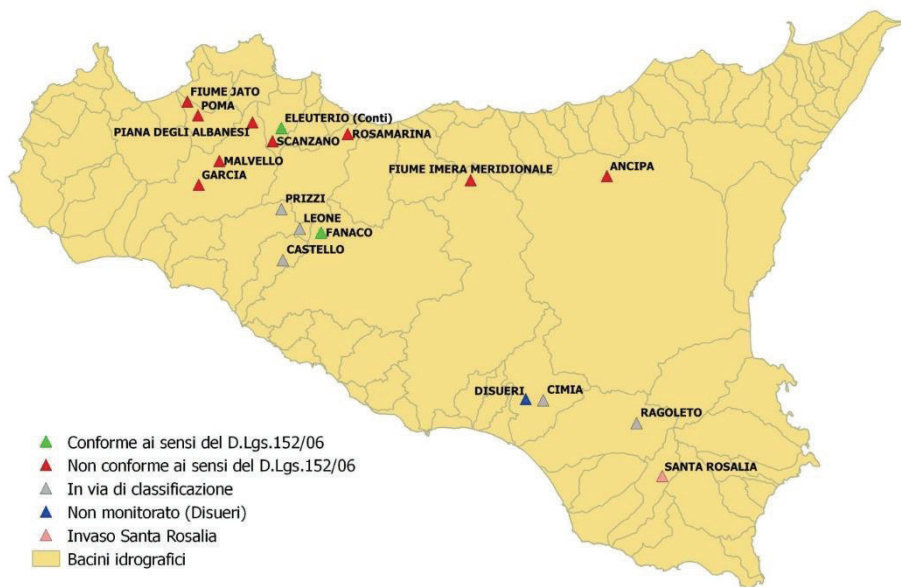 FIUME JATO
POMA
PIANA DEGLI ALBANESI
ELEUTERIO (Conti)
SCANZANO
ROSAMARINA
MALVELLO
GARCIA
FIUME IMERA MERIDIONALE
ANCIPA
PRIZZI
LEONE
FANACO
CASTELLO
DISUERI
CIMIA
RAGOLETO
SANTA ROSALIA
Conforme ai sensi del D.Lgs.152/06
Non conforme ai sensi del D.Lgs.152/06
In via di classificazione
Non monitorato (Disueri)
Invaso Santa Rosalia
Bacini idrografici